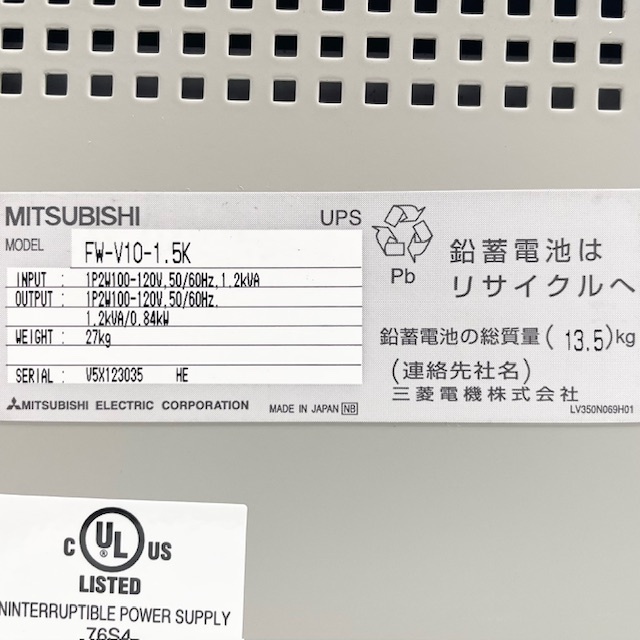 MITSUBISHI
UPS
MODEL FW-V10-1.5K
INPUT : 1P2W100-120V,50/60Hz,1.2kVA
OUTPUT : 1P2W100-120V,50/60Hz,
1.2kVA/0.84kW
WEIGHT : 27kg
SERIAL : V5X123035 HE
MITSUBISHI ELECTRIC CORPORATION
MADE IN JAPAN NB
Pb
鉛蓄電池は
リサイクルへ
鉛蓄電池の総質量(13.5)kg
(連絡先社名)
三菱電機株式会社
LV350N069H01
C UL ® US
LISTED
NINTERRUPTIBLE POWER SUPPLY
76S4